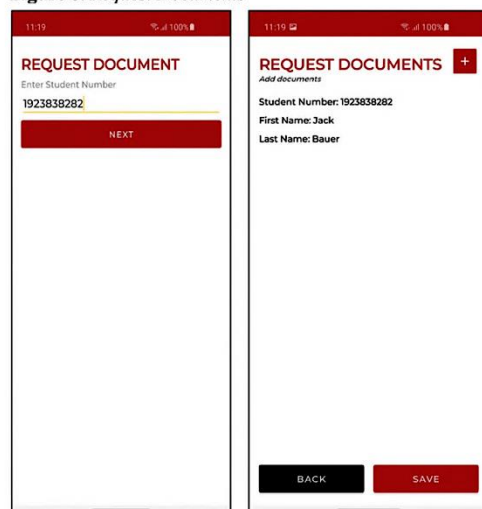 11:19
100%
REQUEST DOCUMENT
Enter Student Number
1923838282
NEXT
11:19
100%
REQUEST DOCUMENTS
+
Add documents
Student Number: 1923838282
First Name: Jack
Last Name: Bauer
BACK
SAVE